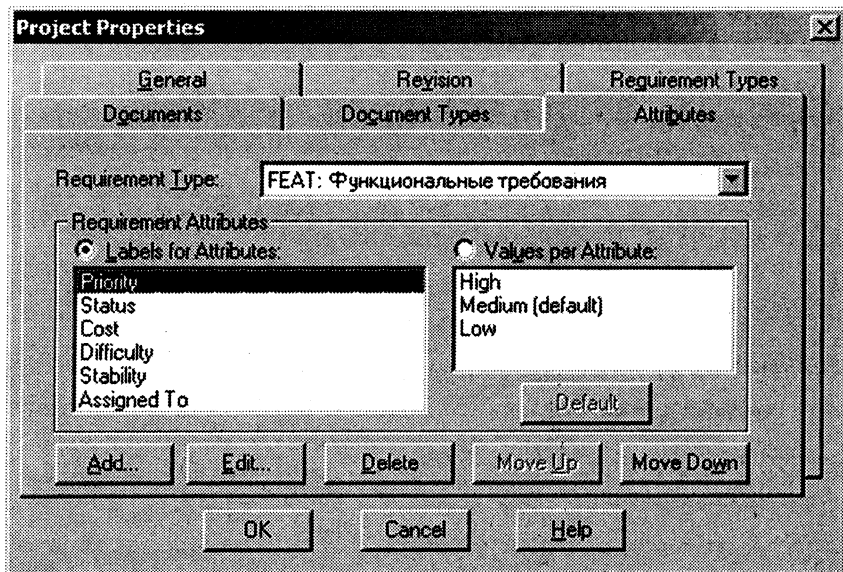 Project Properties
General Revision Requirement Types
Documents Document Types Attributes
Requirement Type: FEAT: Функциональные требования
Requirement Attributes
Labels for Attributes: Values per Attribute:
Priority High
Status Medium (default)
Cost Low
Difficulty
Stability
Assigned To
Default
Add... Edit... Delete Move Up Move Down
OK Cancel Help